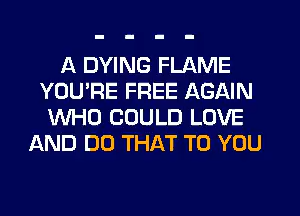 A DYING FLAME
YOU'RE FREE AGAIN
WHO COULD LOVE
AND DO THAT TO YOU